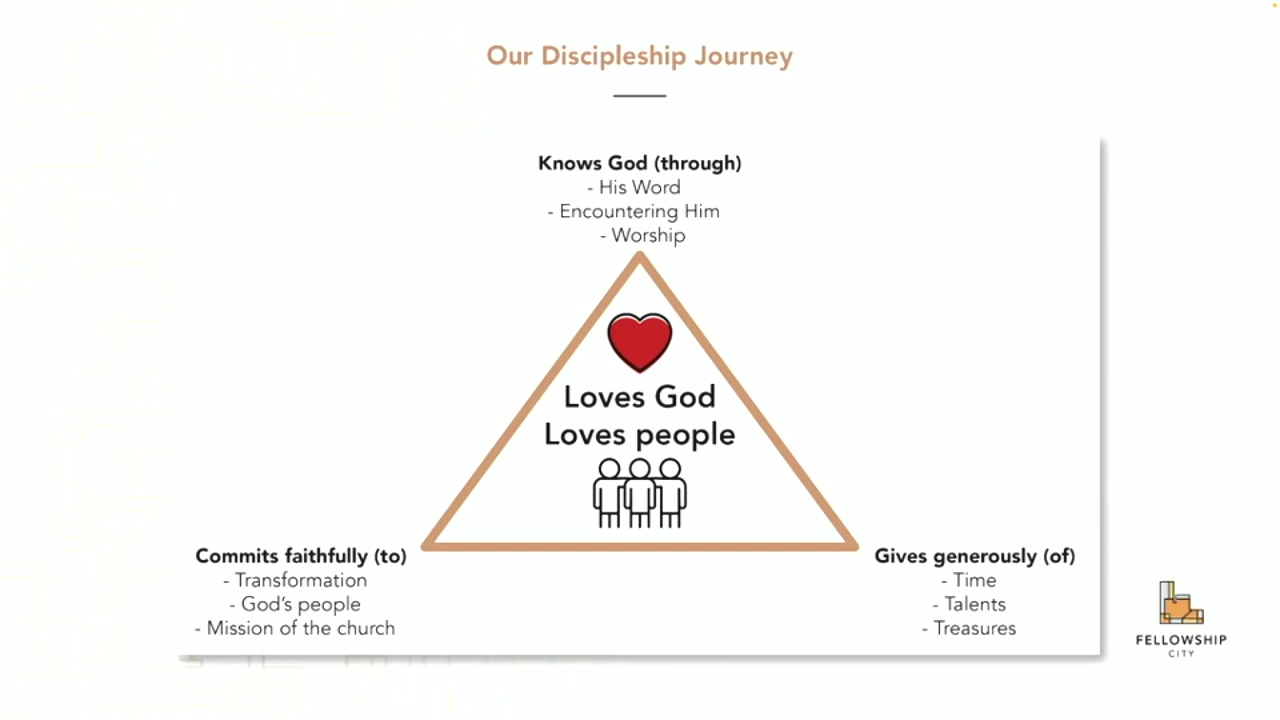 Our Discipleship Journey
Knows God (through)
- His Word
- Encountering Him
- Worship
Loves God
Loves people
Commits faithfully (to)
- Transformation
- God's people
- Mission of the church
Gives generously (of)
- Time
- Talents
- Treasures
FELLOWSHIP
CITY